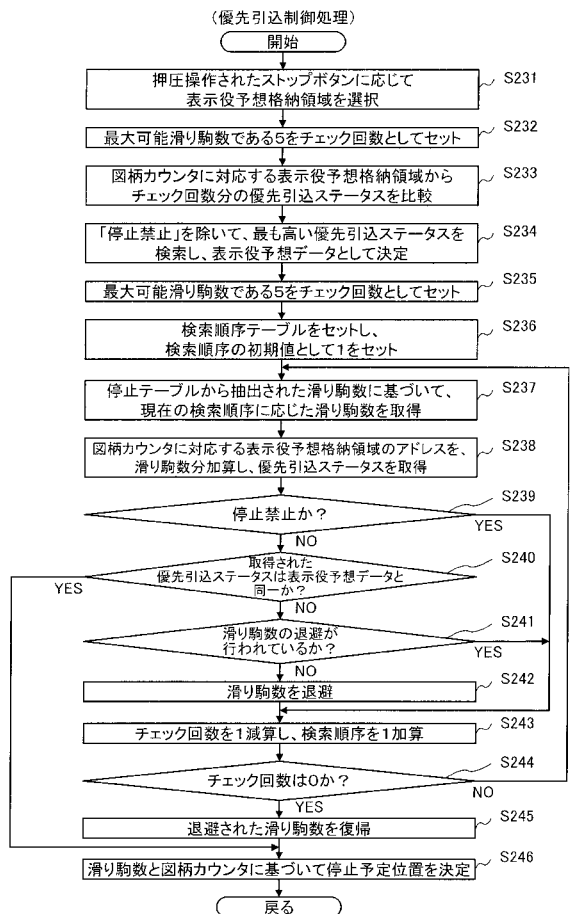 (優先引込制御処理)
開始
押圧操作されたストップボタンに応じて
表示役予想格納領域を選択
S231
最大可能滑り駒数である5をチェック回数としてセット
S232
図柄カウンタに対応する表示役予想格納領域から
チェック回数分の優先引込ステータスを比較
S233
「停止禁止」を除いて、最も高い優先引込ステータスを
検索し、表示役予想データとして決定
S234
最大可能滑り駒数である5をチェック回数としてセット
S235
検索順序テーブルをセットし、
検索順序の初期値として1をセット
S236
停止テーブルから抽出された滑り駒数に基づいて、
現在の検索順序に応じた滑り駒数を取得
S237
図柄カウンタに対応する表示役予想格納領域のアドレスを、
滑り駒数分加算し、優先引込ステータスを取得
S238
停止禁止か?
S239
YES
NO
取得された
優先引込ステータスは表示役予想データと
同一か?
S240
YES
NO
滑り駒数の退避が
行われているか?
S241
YES
NO
滑り駒数を退避
S242
チェック回数を1減算し、検索順序を1加算
S243
チェック回数は0か?
S244
NO
YES
退避された滑り駒数を復帰
S245
滑り駒数と図柄カウンタに基づいて停止予定位置を決定
S246
戻る